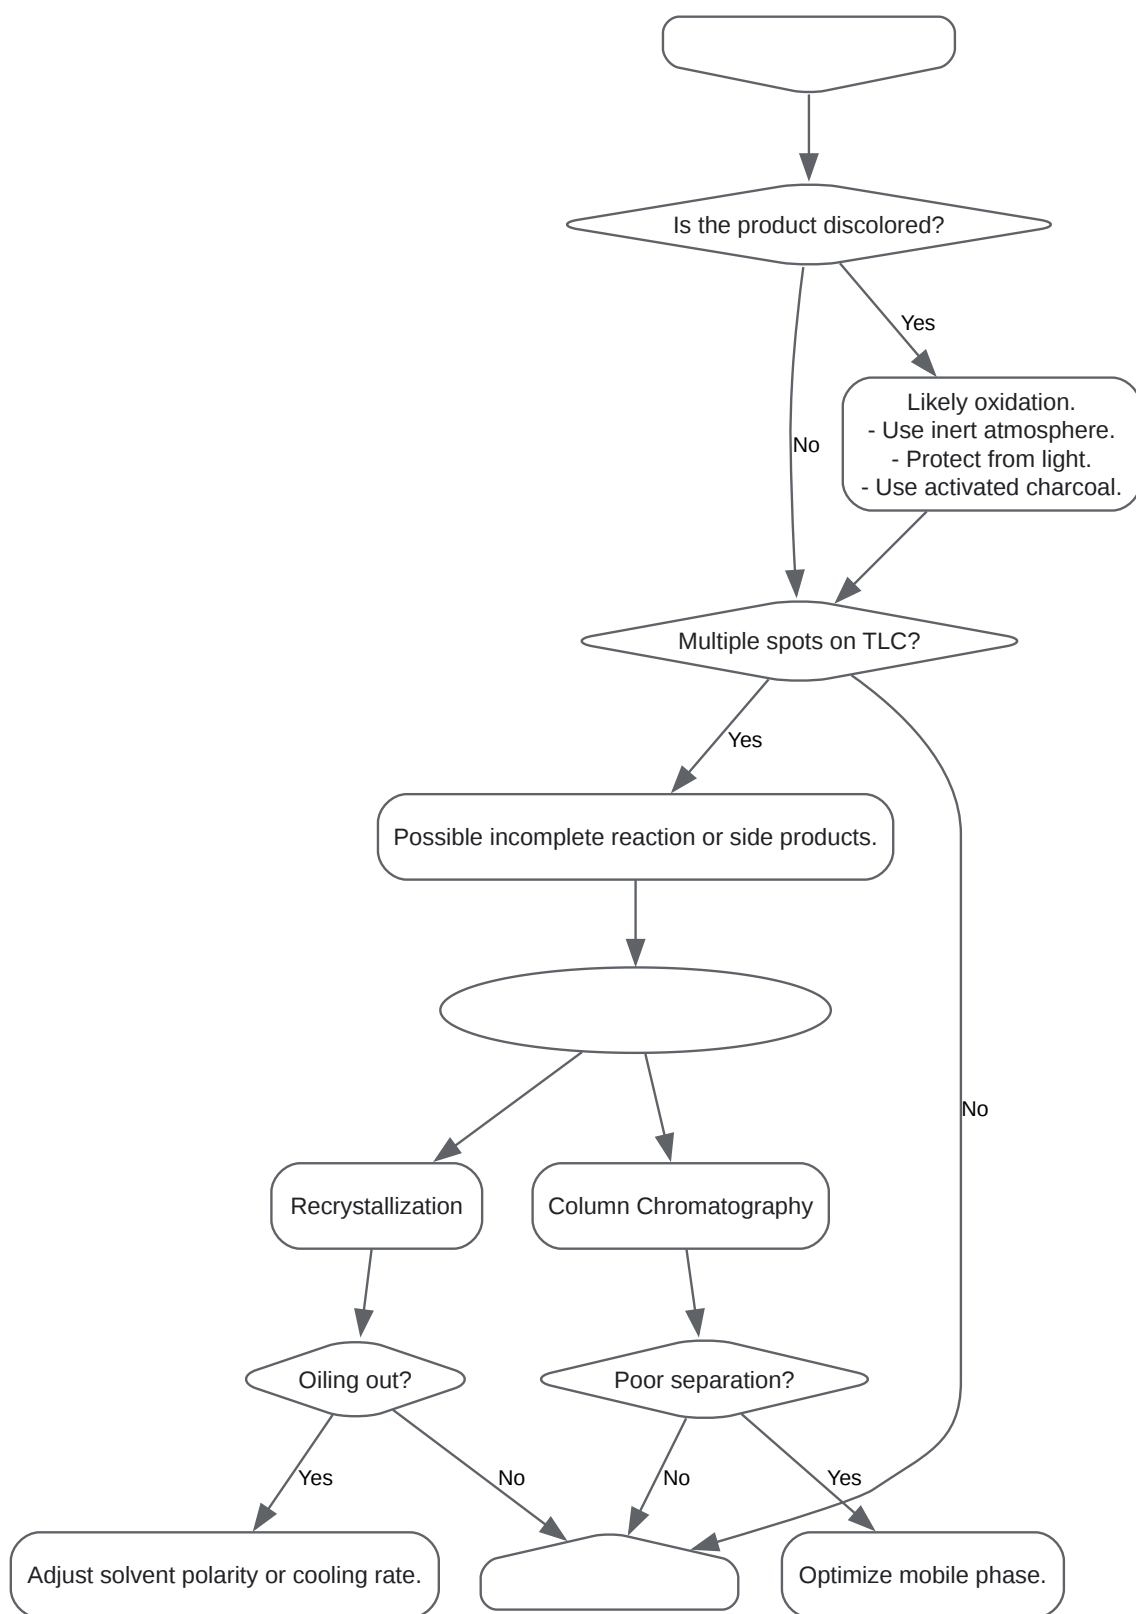 Is the product discolored?
Yes
Likely oxidation.
- Use inert atmosphere.
- Protect from light.
- Use activated charcoal.
No
Multiple spots on TLC?
Yes
Possible incomplete reaction or side products.
No
Recrystallization
Column Chromatography
Oiling out?
Poor separation?
Yes
No
No
Yes
Adjust solvent polarity or cooling rate.
Optimize mobile phase.